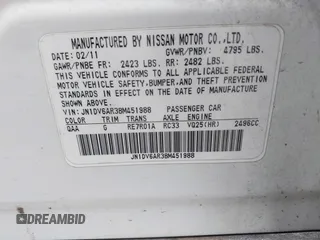 MANUFACTURED BY NISSAN MOTOR CO.,LTD.
DATE: 02/11 GVWR/PNBV: 4795 LBS.
GAWR/PNBE FR: 2423 LBS. RR: 2482 LBS.
THIS VEHICLE CONFORMS TO ALL APPLICABLE FEDERAL
MOTOR VEHICLE SAFETY,BUMPER, AND THEFT PREVENTION
STANDARDS IN EFFECT ON THE DATE OF MANUFACTURE
SHOWN ABOVE.
VIN: JN1DV6AR3BM451988 PASSENGER CAR
COLOR TRIM TRANS AXLE ENGINE
QAA G RE7R01A RC33 VQ25(HR) 2496CC
JN1DV6AR3BM451988
DREAMBID